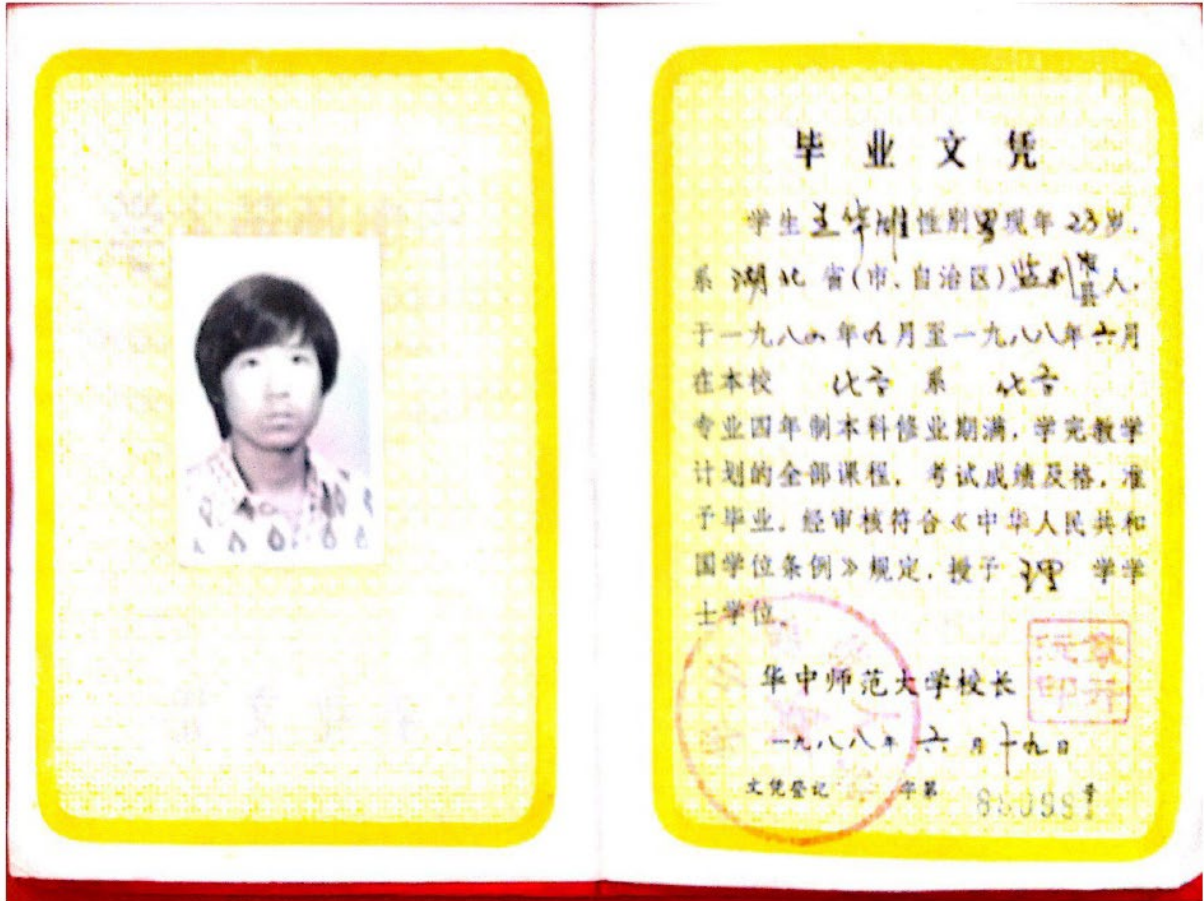 毕业文凭
学生 华雄性别男现年23岁,
系湖北省(市、自治区)监利县人,
于一九八四年九月至一九八八年六月
在本校 化学 系 化学
专业四年制本科修业期满,学完教学
计划的全部课程,考试成绩及格,准
予毕业,经审核符合《中华人民共和
国学位条例》规定,授予 理 学学
士学位。
华中师范大学校长
一九八八年六月十九日
文凭登记 字第 号